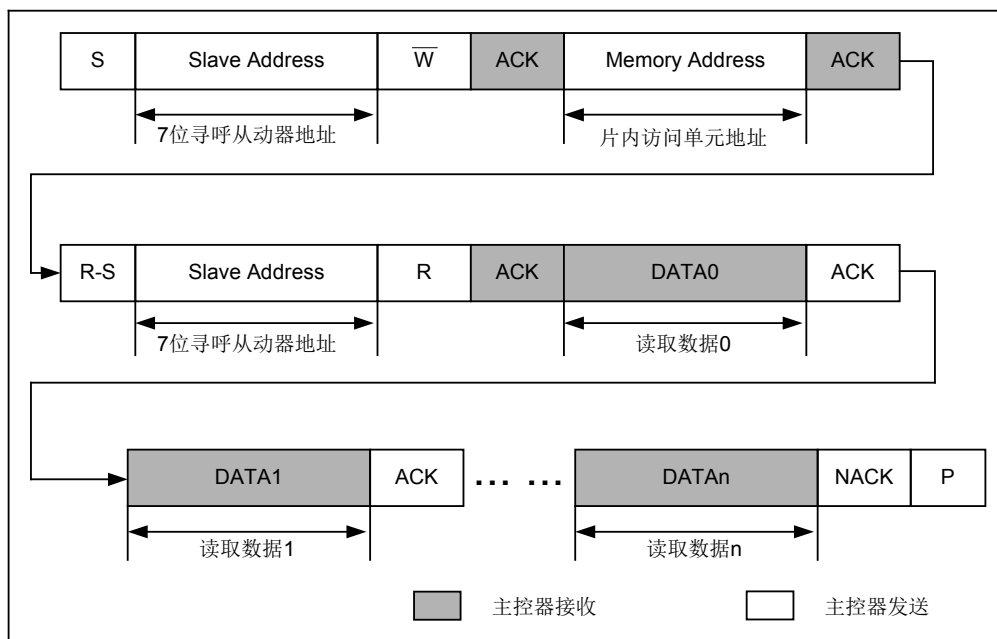 S Slave Address W̅ ACK Memory Address ACK
7位寻呼从动器地址 片内访问单元地址
R-S Slave Address R ACK DATA0 ACK
7位寻呼从动器地址 读取数据0
DATA1 ACK ... ... DATAn NACK P
读取数据1 读取数据n
主控器接收 主控器发送